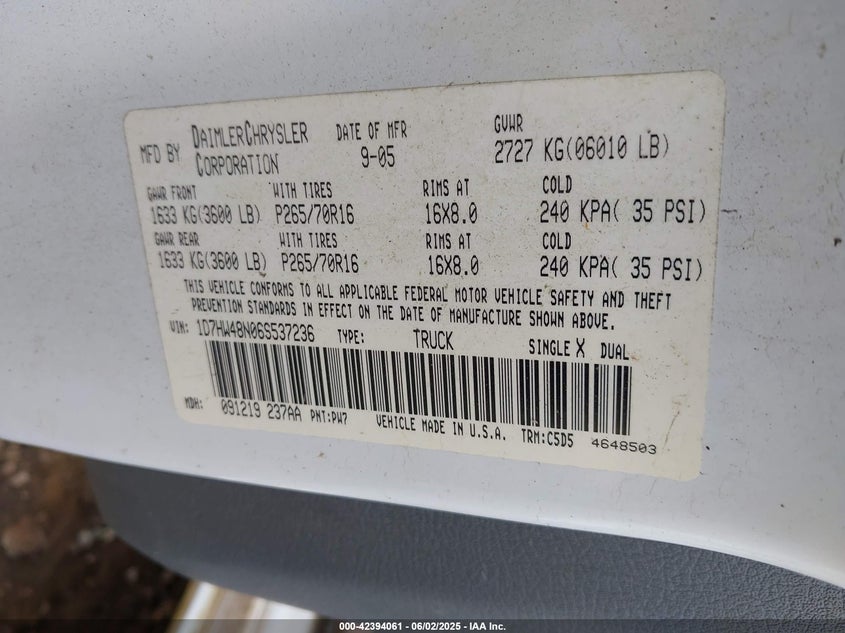 MFD BY DAIMLERCHRYSLER CORPORATION DATE OF MFR 9-05 GVWR 2727 KG(06010 LB)
GAWR FRONT WITH TIRES RIMS AT COLD
1633 KG(3600 LB) P265/70R16 16X8.0 240 KPA( 35 PSI)
GAWR REAR WITH TIRES RIMS AT COLD
1633 KG(3600 LB) P265/70R16 16X8.0 240 KPA( 35 PSI)
THIS VEHICLE CONFORMS TO ALL APPLICABLE FEDERAL MOTOR VEHICLE SAFETY AND THEFT
PREVENTION STANDARDS IN EFFECT ON THE DATE OF MANUFACTURE SHOWN ABOVE.
VIN: 1D7HW48N06S537236 TYPE: TRUCK SINGLE X DUAL
MDH: 091219 237AA PNT:PW7 VEHICLE MADE IN U.S.A. TRM:C5D5 4648503
000-42394061 - 06/02/2025 - IAA Inc.